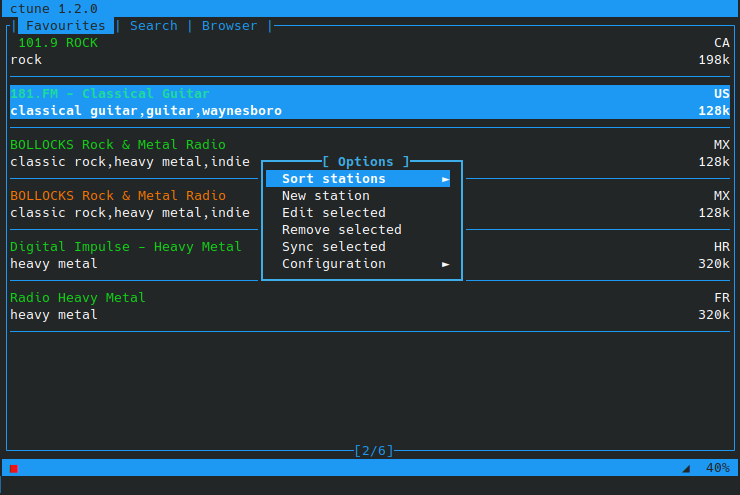 ctune 1.2.0
| Favourites | Search | Browser |
101.9 ROCK CA
rock 198k
181.FM - Classical Guitar US
classical guitar,guitar,waynesboro 128k
BOLLOCKS Rock & Metal Radio MX
classic rock,heavy metal,indie 128k
BOLLOCKS Rock & Metal Radio MX
classic rock,heavy metal,indie 128k
Digital Impulse - Heavy Metal HR
heavy metal 320k
Radio Heavy Metal FR
heavy metal 320k
[ Options ]
Sort stations ►
New station
Edit selected
Remove selected
Sync selected
Configuration ►
[2/6]
40%